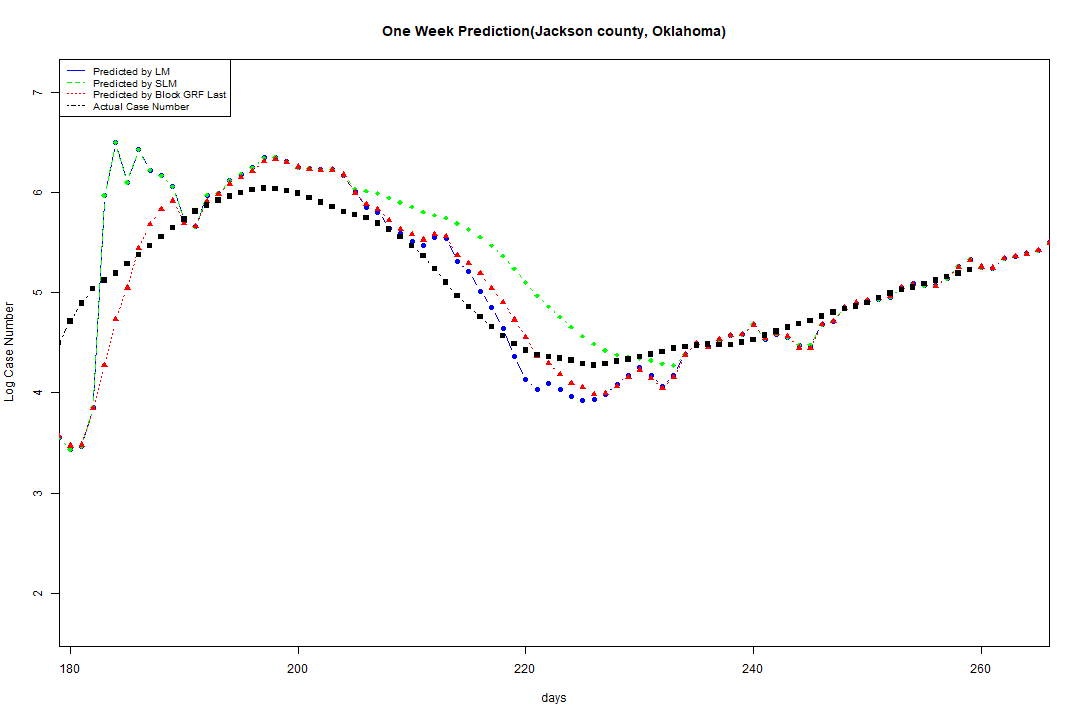 One Week Prediction(Jackson county, Oklahoma)
Predicted by LM
Predicted by SLM
Predicted by Block GRF Last
Actual Case Number
7
6
5
4
3
2
Log Case Number
180 200 220 240 260
days